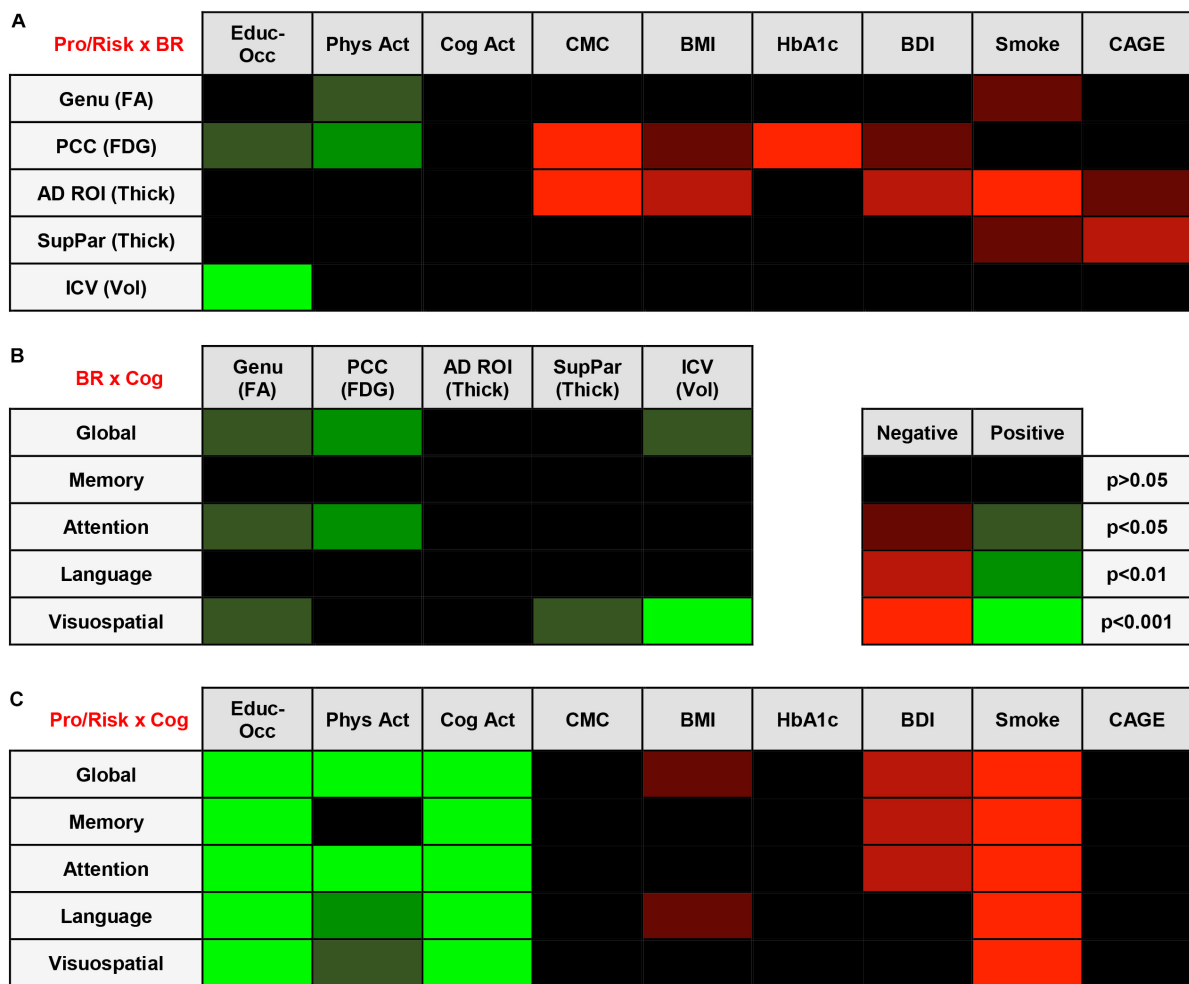 A
Pro/Risk x BR
Educ-
Occ
Phys Act
Cog Act
CMC
BMI
HbA1c
BDI
Smoke
CAGE
Genu (FA)
PCC (FDG)
AD ROI (Thick)
SupPar (Thick)
ICV (Vol)
B
BR x Cog
Genu
(FA)
PCC
(FDG)
AD ROI
(Thick)
SupPar
(Thick)
ICV
(Vol)
Global
Memory
Attention
Language
Visuospatial
Negative
Positive
p>0.05
p<0.05
p<0.01
p<0.001
C
Pro/Risk x Cog
Educ-
Occ
Phys Act
Cog Act
CMC
BMI
HbA1c
BDI
Smoke
CAGE
Global
Memory
Attention
Language
Visuospatial